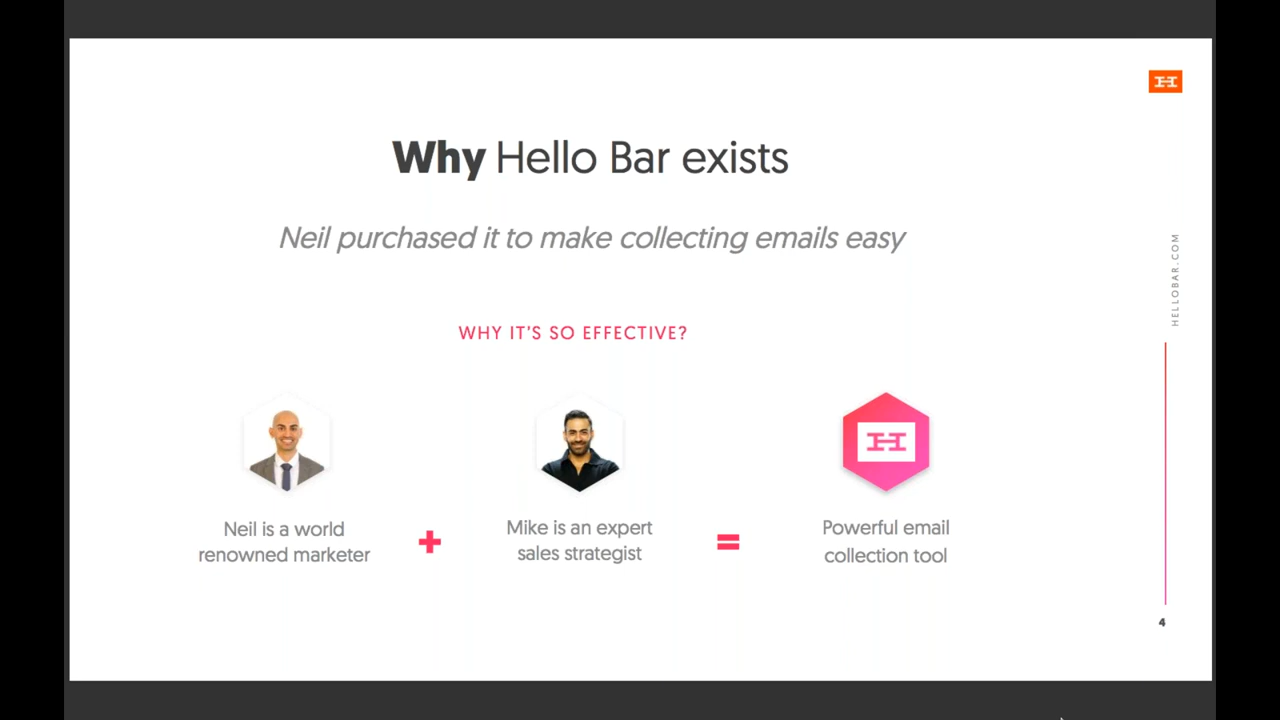 Why Hello Bar exists
Neil purchased it to make collecting emails easy
WHY IT'S SO EFFECTIVE?
Neil is a world
renowned marketer
+
Mike is an expert
sales strategist
=
Powerful email
collection tool
HELLOBAR.COM
4